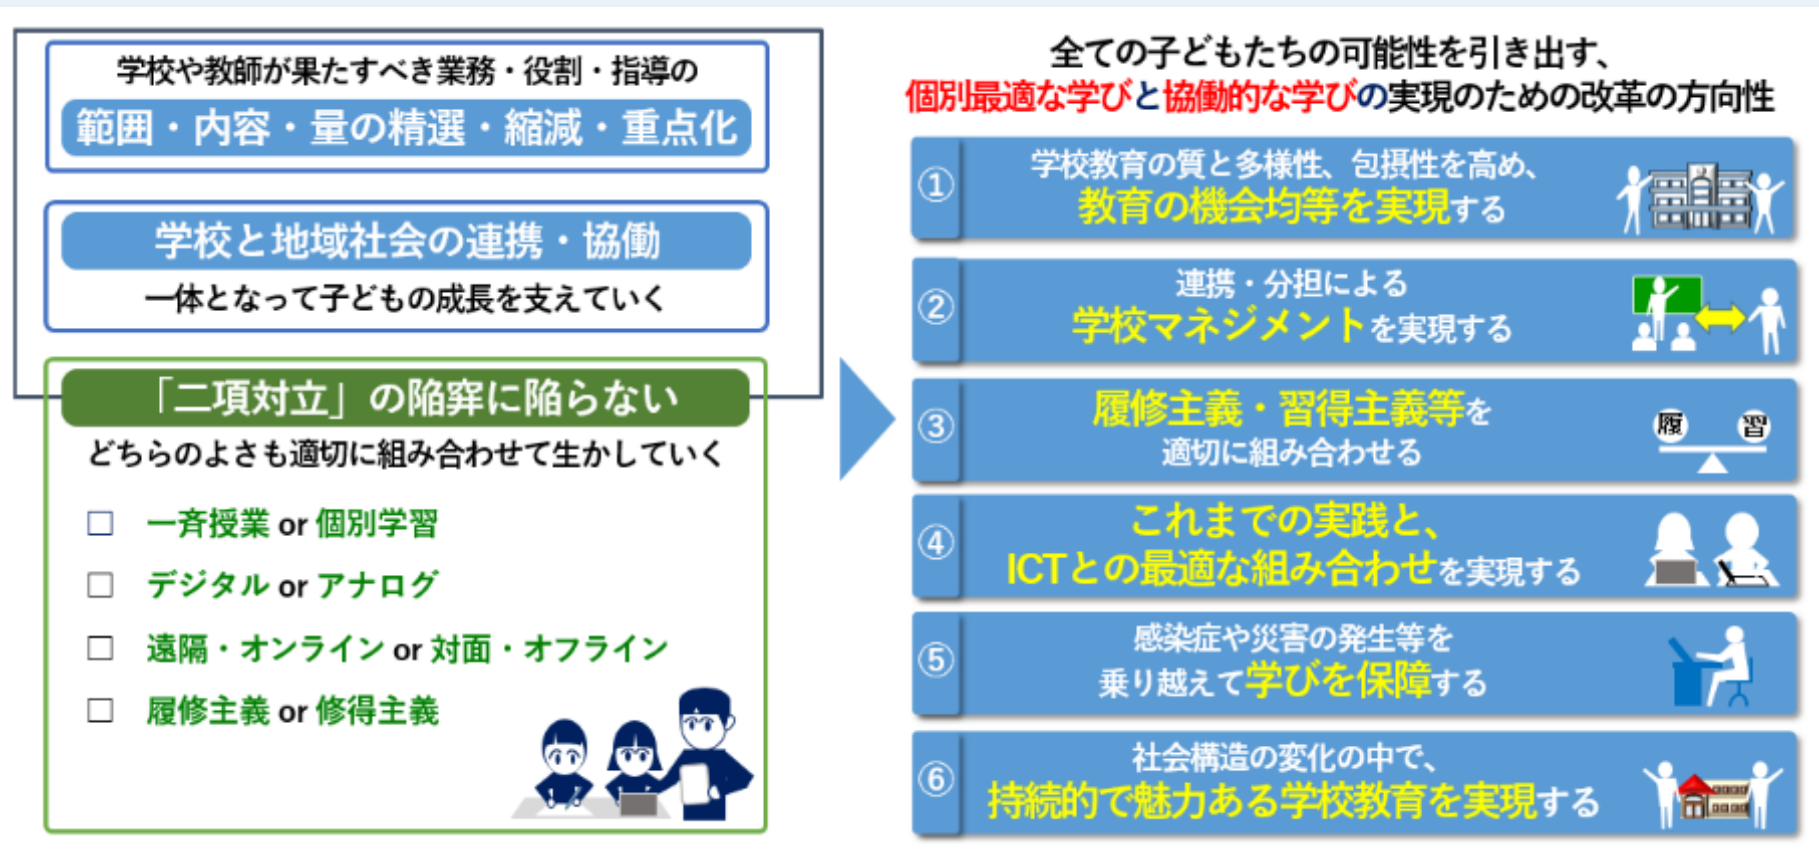 学校や教師が果たすべき業務・役割・指導の
範囲・内容・量の精選・縮減・重点化
学校と地域社会の連携・協働
一体となって子どもの成長を支えていく
「二項対立」の陥穽に陥らない
どちらのよさも適切に組み合わせて生かしていく
□ 一斉授業 or 個別学習
□ デジタル or アナログ
□ 遠隔・オンライン or 対面・オフライン
□ 履修主義 or 修得主義
全ての子どもたちの可能性を引き出す、
個別最適な学びと協働的な学びの実現のための改革の方向性
① 学校教育の質と多様性、包摂性を高め、
教育の機会均等を実現する
② 連携・分担による
学校マネジメントを実現する
③ 履修主義・習得主義等を
適切に組み合わせる
履 習
④ これまでの実践と、
ICTとの最適な組み合わせを実現する
⑤ 感染症や災害の発生等を
乗り越えて学びを保障する
⑥ 社会構造の変化の中で、
持続的で魅力ある学校教育を実現する